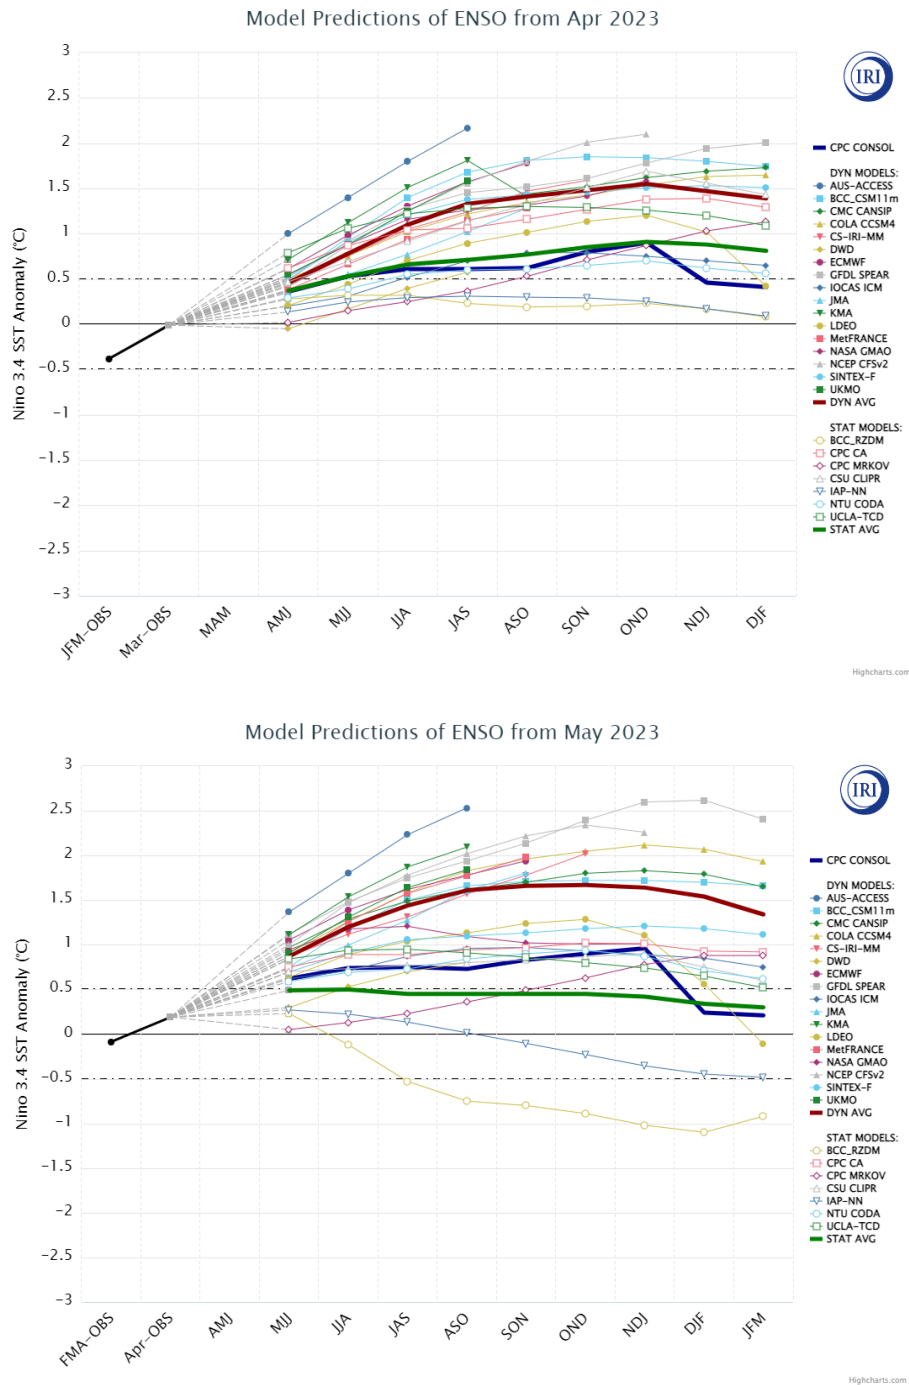 Model Predictions of ENSO from Apr 2023
3
2.5
2
1.5
1
0.5
0
−0.5
−1
−1.5
−2
−2.5
−3
Nino 3.4 SST Anomaly (°C)
JFM−OBS
Mar−OBS
MAM
AMJ
MJJ
JJA
JAS
ASO
SON
OND
NDJ
DJF
IRI
CPC CONSOL
DYN MODELS:
AUS−ACCESS
BCC_CSM11m
CMC CANSIP
COLA CCSM4
CS−IRI−MM
DWD
ECMWF
GFDL SPEAR
IOCAS ICM
JMA
KMA
LDEO
MetFRANCE
NASA GMAO
NCEP CFSv2
SINTEX−F
UKMO
DYN AVG
STAT MODELS:
BCC_RZDM
CPC CA
CPC MRKOV
CSU CLIPR
IAP−NN
NTU CODA
UCLA−TCD
STAT AVG
Highcharts.com
Model Predictions of ENSO from May 2023
3
2.5
2
1.5
1
0.5
0
−0.5
−1
−1.5
−2
−2.5
−3
Nino 3.4 SST Anomaly (°C)
FMA−OBS
Apr−OBS
AMJ
MJJ
JJA
JAS
ASO
SON
OND
NDJ
DJF
JFM
IRI
CPC CONSOL
DYN MODELS:
AUS−ACCESS
BCC_CSM11m
CMC CANSIP
COLA CCSM4
CS−IRI−MM
DWD
ECMWF
GFDL SPEAR
IOCAS ICM
JMA
KMA
LDEO
MetFRANCE
NASA GMAO
NCEP CFSv2
SINTEX−F
UKMO
DYN AVG
STAT MODELS:
BCC_RZDM
CPC CA
CPC MRKOV
CSU CLIPR
IAP−NN
NTU CODA
UCLA−TCD
STAT AVG
Highcharts.com